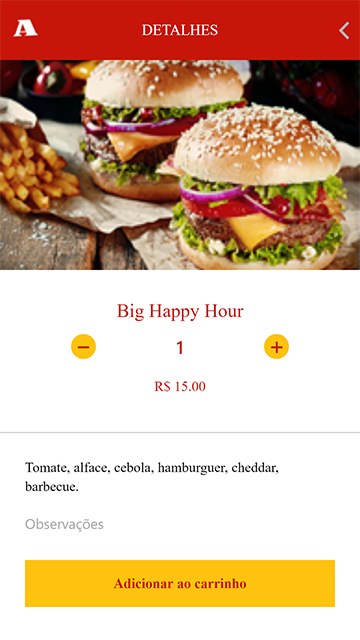 A
DETALHES
Big Happy Hour
1
R$ 15.00
Tomate, alface, cebola, hamburguer, cheddar,
barbecue.
Observações
Adicionar ao carrinho